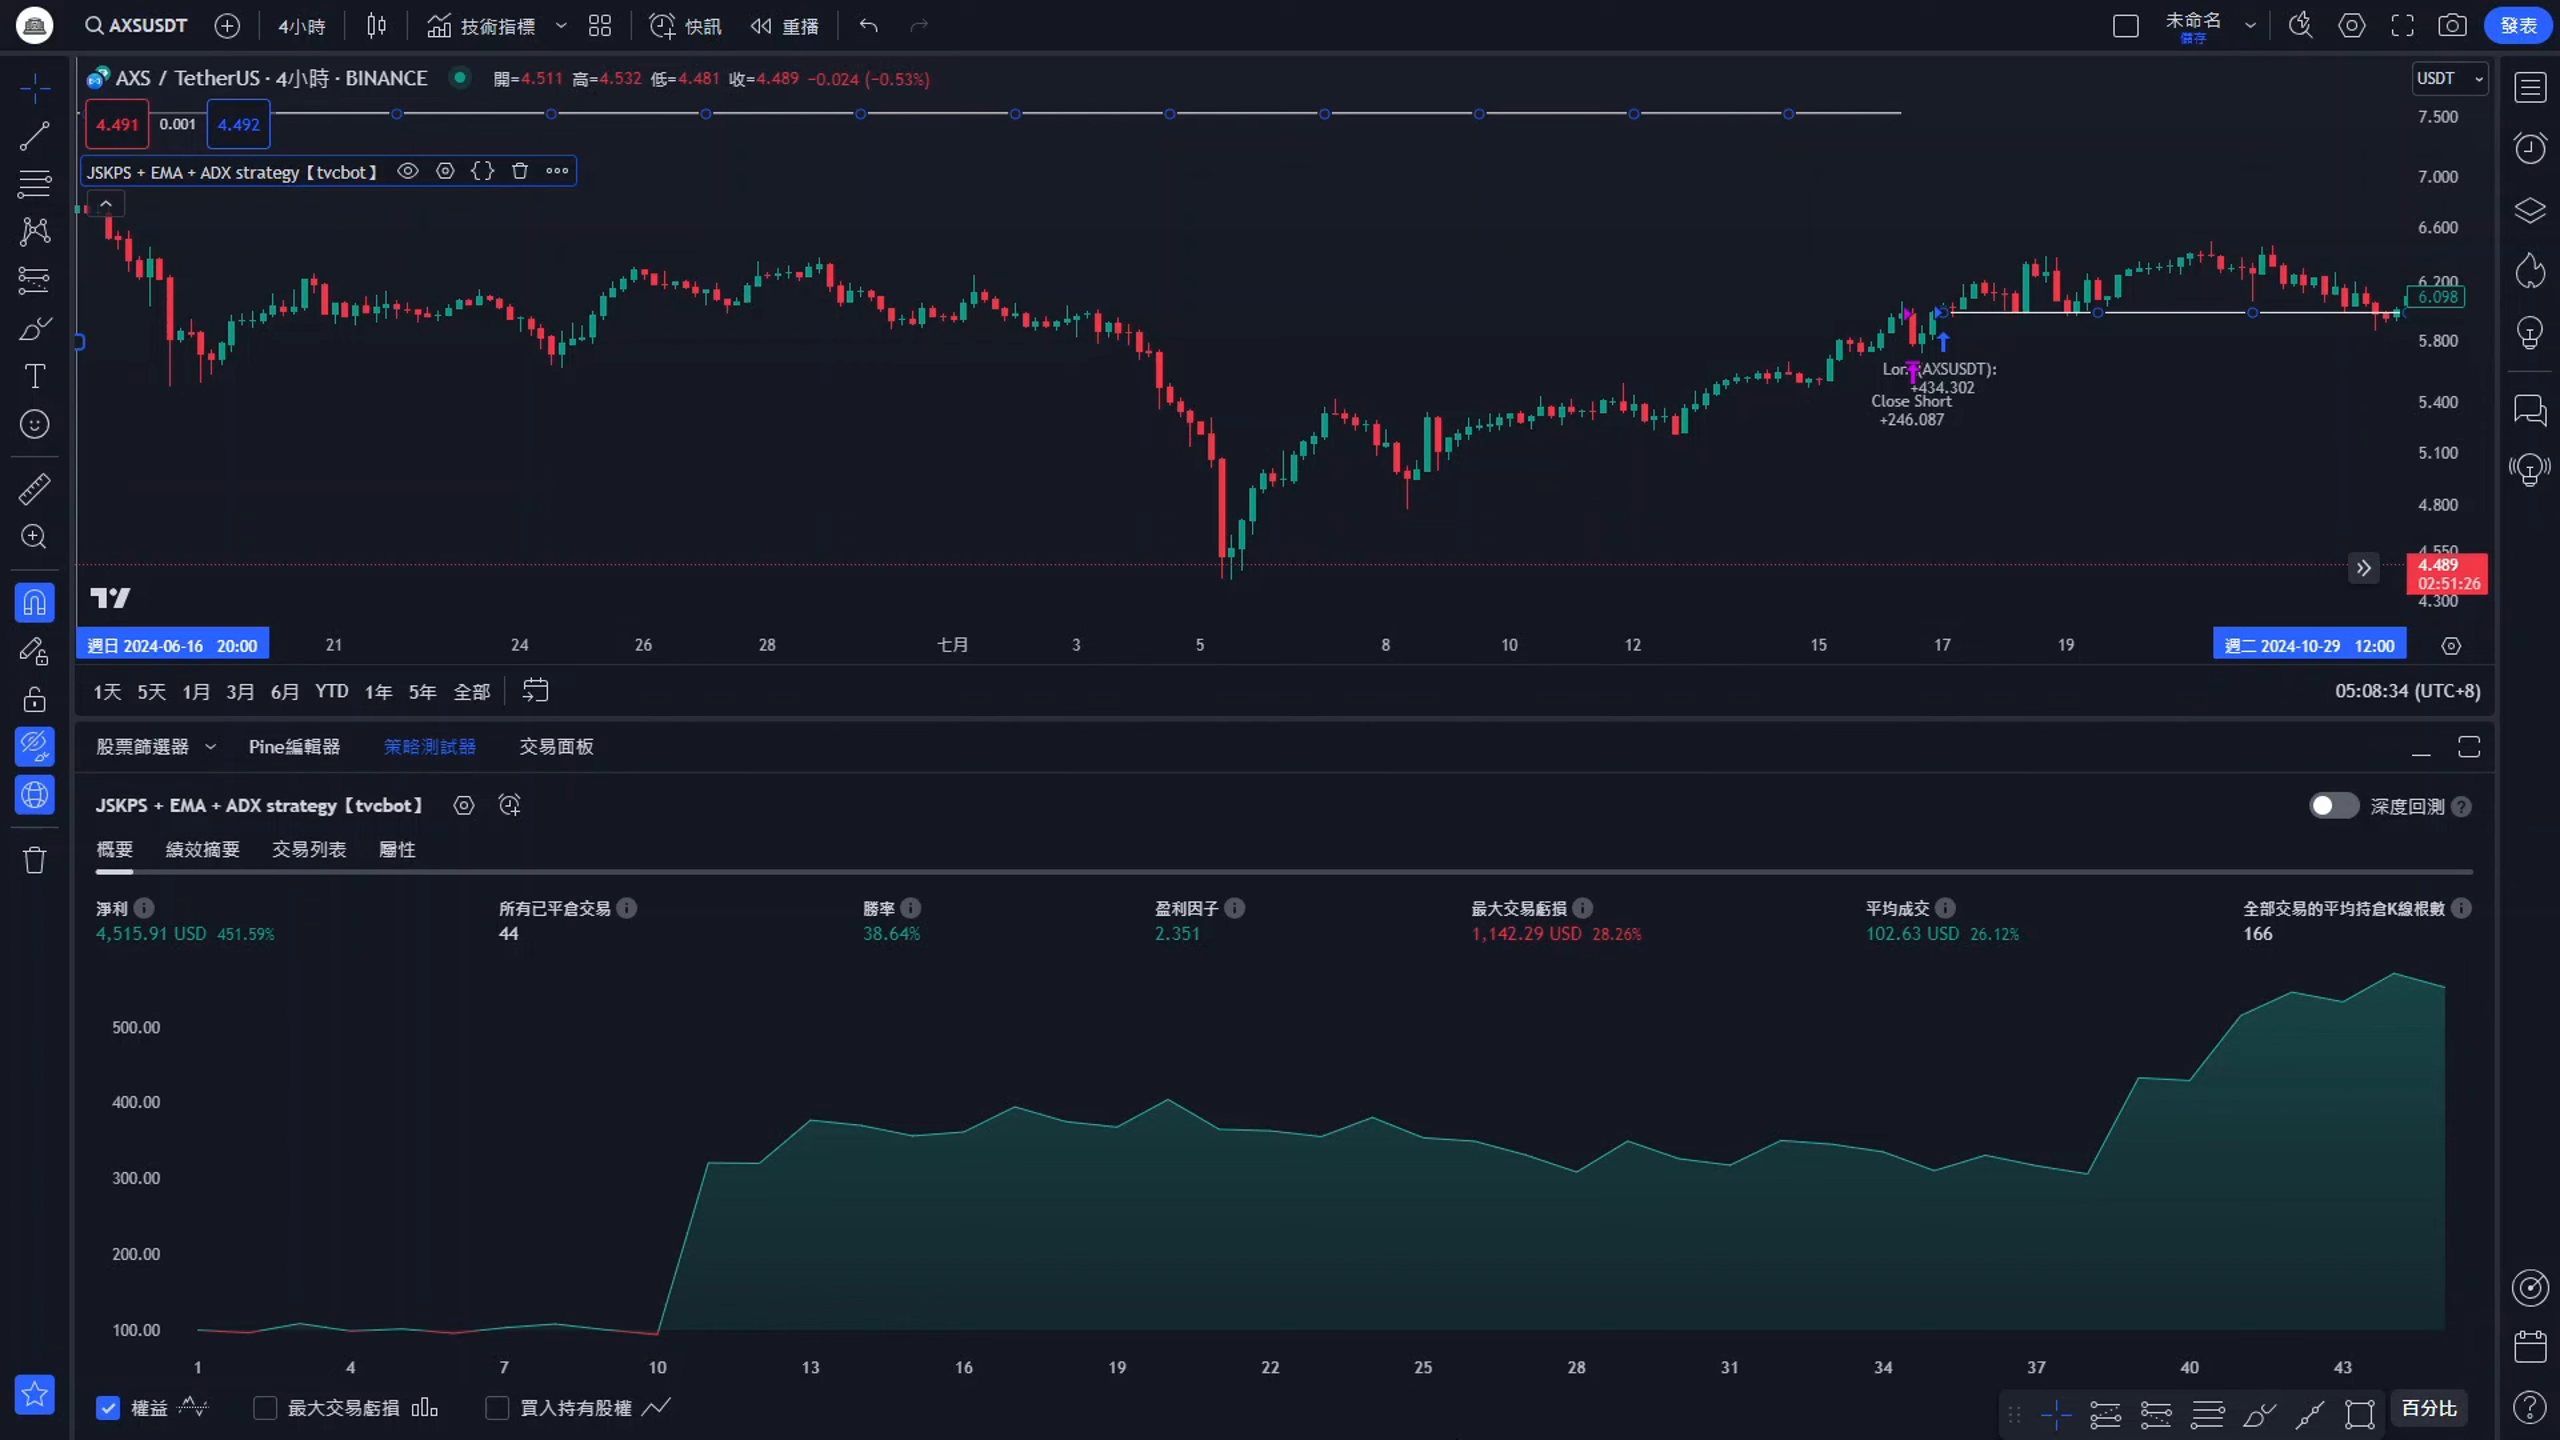 AXSUSDT 4小時 技術指標 快訊 重播 未命名 發表
儲存
AXS / TetherUS · 4小時 · BINANCE 開=4.511 高=4.532 低=4.481 收=4.489 −0.024 (−0.53%) USDT
4.491 0.001 4.492
JSKPS + EMA + ADX strategy【tvcbot】
7.500
7.000
6.600
6.200
6.098
5.800
5.400
5.100
4.800
4.550
4.489
02:51:26
4.300
(AXSUSDT):
+434.302
Close Short
+246.087
週日 2024-06-16 20:00 21 24 26 28 七月 3 5 8 10 12 15 17 19 週二 2024-10-29 12:00
1天 5天 1月 3月 6月 YTD 1年 5年 全部 05:08:34 (UTC+8)
股票篩選器 Pine編輯器 策略測試器 交易面板
JSKPS + EMA + ADX strategy【tvcbot】 深度回測
概要 績效摘要 交易列表 屬性
淨利 所有已平倉交易 勝率 盈利因子 最大交易虧損 平均成交 全部交易的平均持倉K線根數
4,515.91 USD 451.59% 44 38.64% 2.351 1,142.29 USD 28.26% 102.63 USD 26.12% 166
500.00
400.00
300.00
200.00
100.00
1 4 7 10 13 16 19 22 25 28 31 34 37 40 43
權益 最大交易虧損 買入持有股權 百分比